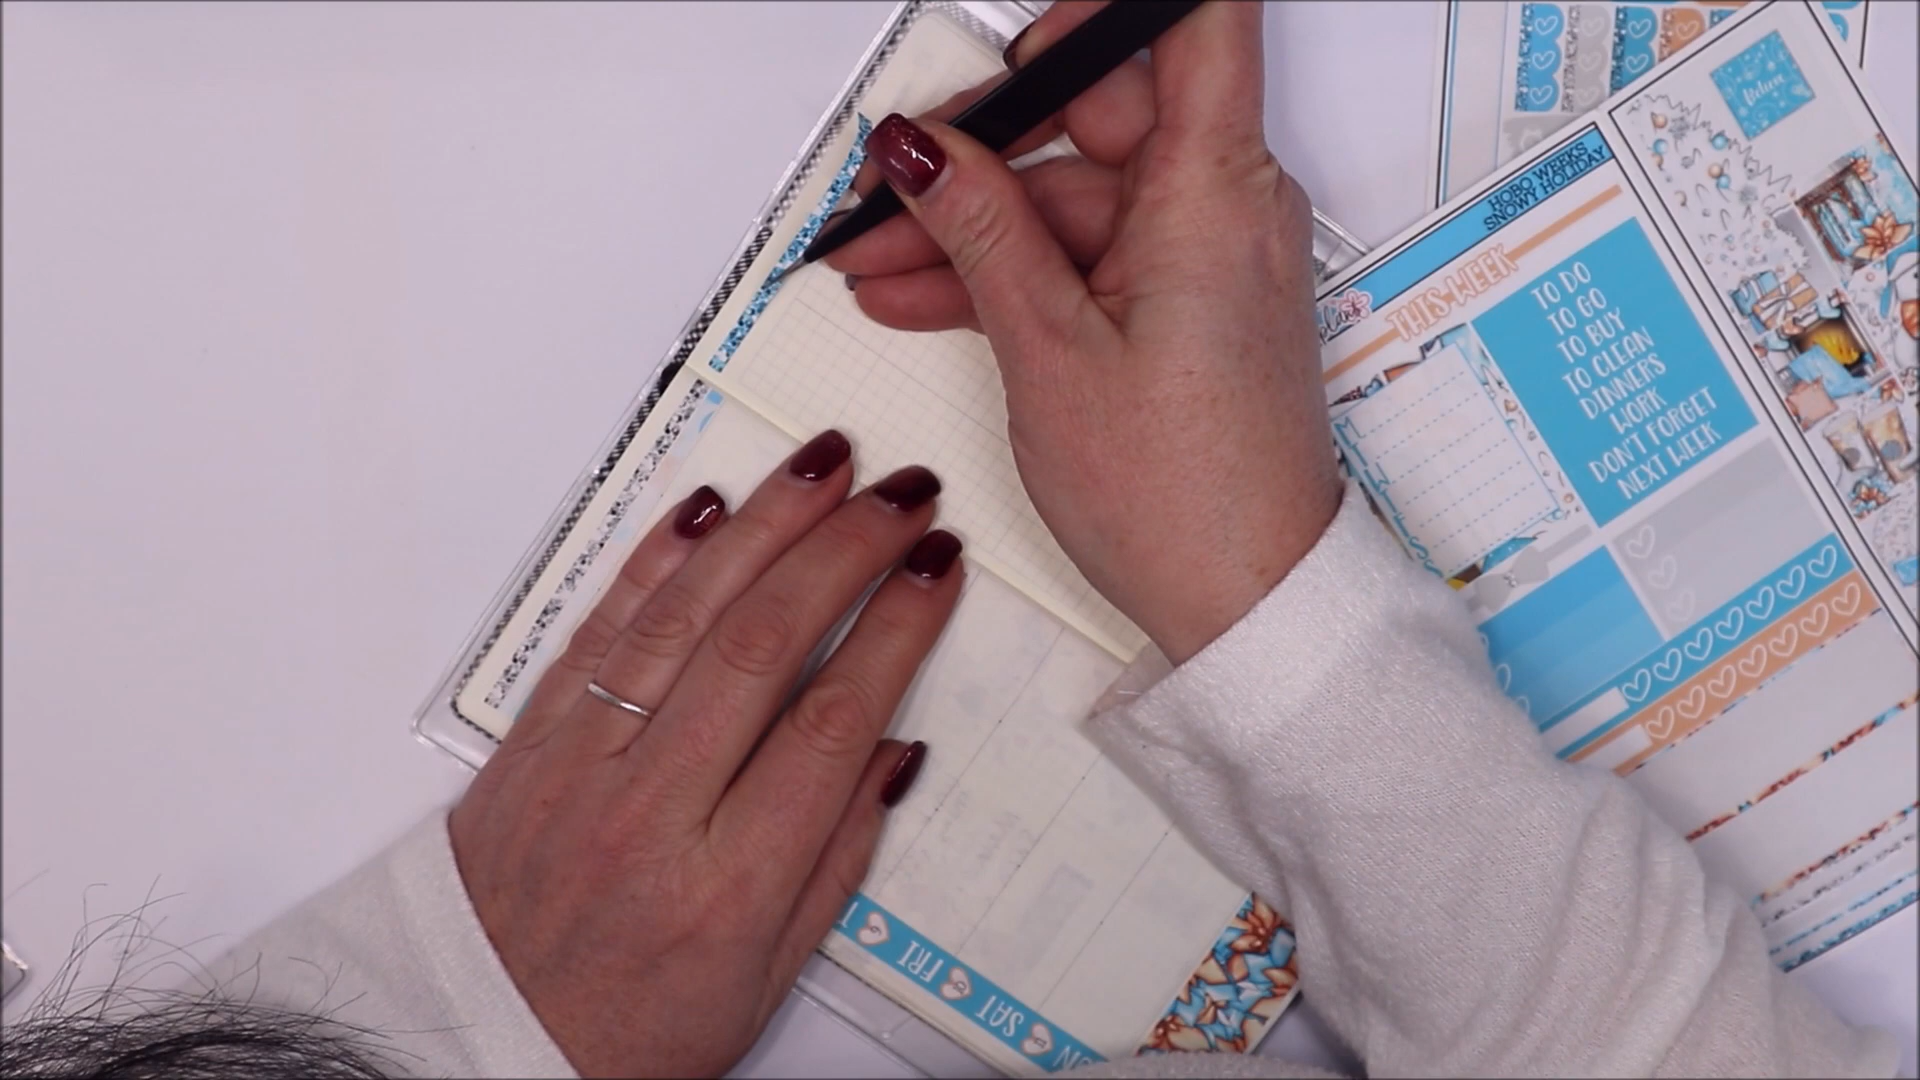 Believe
HOBO WEEKS
SNOWY HOLIDAY
THIS WEEK
TO DO
TO GO
TO BUY
TO CLEAN
DINNERS
WORK
DON'T FORGET
NEXT WEEK
M
W
F
S
FRI
SAT